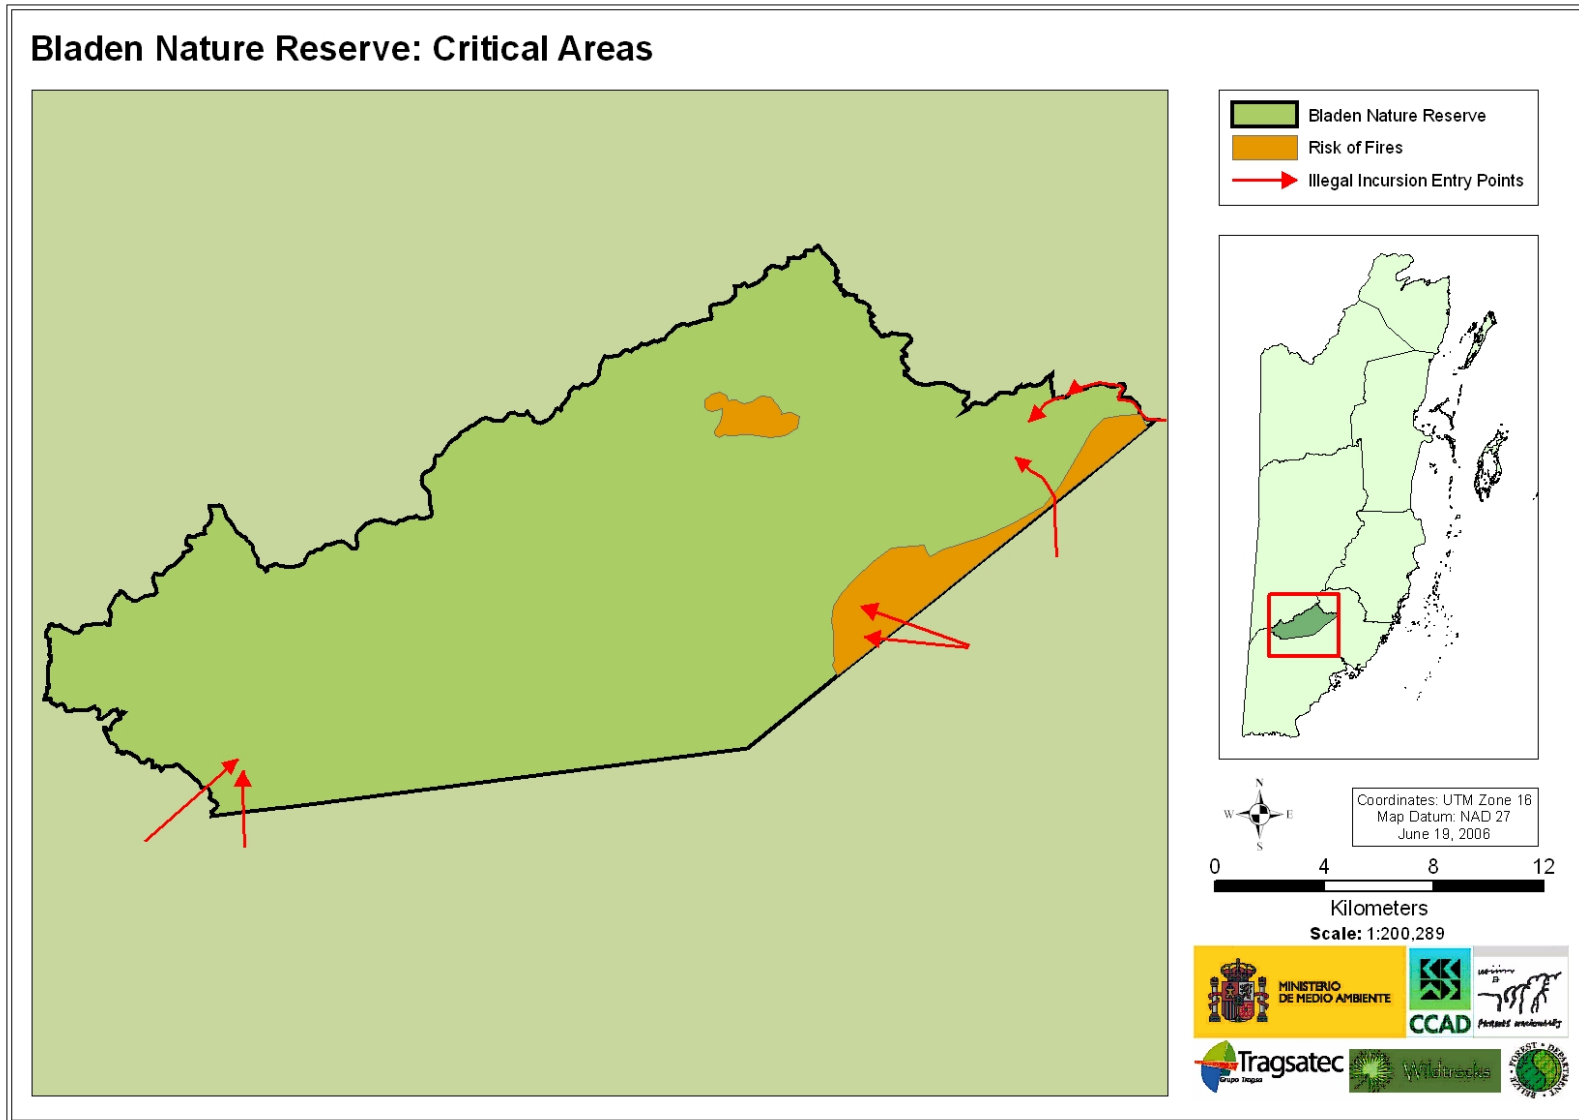 Bladen Nature Reserve: Critical Areas
Bladen Nature Reserve
Risk of Fires
Illegal Incursion Entry Points
N
W E
S
Coordinates: UTM Zone 16
Map Datum: NAD 27
June 19, 2006
0 4 8 12
Kilometers
Scale: 1:200,289
MINISTERIO
DE MEDIO AMBIENTE
CCAD
Tragsatec
Grupo Tragsa
Wildtracks
FOREST DEPARTMENT
BELIZE